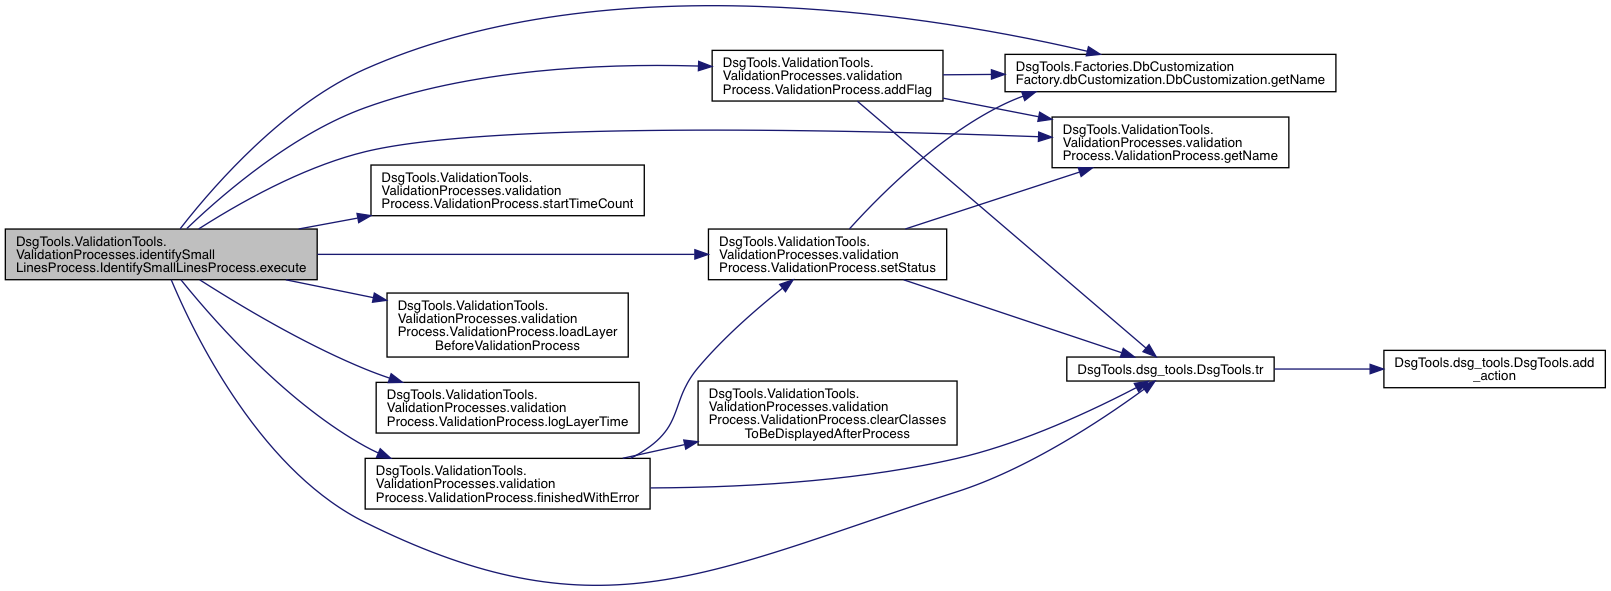 DsgTools.ValidationTools.
ValidationProcesses.identifySmall
LinesProcess.IdentifySmallLinesProcess.execute
DsgTools.ValidationTools.
ValidationProcesses.validation
Process.ValidationProcess.startTimeCount
DsgTools.ValidationTools.
ValidationProcesses.validation
Process.ValidationProcess.loadLayer
BeforeValidationProcess
DsgTools.ValidationTools.
ValidationProcesses.validation
Process.ValidationProcess.logLayerTime
DsgTools.ValidationTools.
ValidationProcesses.validation
Process.ValidationProcess.finishedWithError
DsgTools.ValidationTools.
ValidationProcesses.validation
Process.ValidationProcess.addFlag
DsgTools.ValidationTools.
ValidationProcesses.validation
Process.ValidationProcess.setStatus
DsgTools.ValidationTools.
ValidationProcesses.validation
Process.ValidationProcess.clearClasses
ToBeDisplayedAfterProcess
DsgTools.Factories.DbCustomization
Factory.dbCustomization.DbCustomization.getName
DsgTools.ValidationTools.
ValidationProcesses.validation
Process.ValidationProcess.getName
DsgTools.dsg_tools.DsgTools.tr
DsgTools.dsg_tools.DsgTools.add
_action